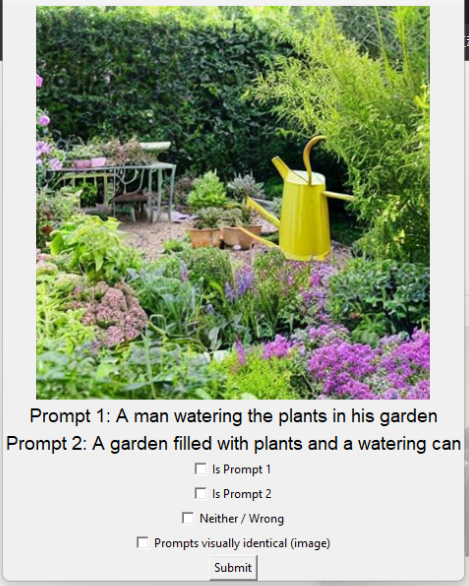 Prompt 1: A man watering the plants in his garden
Prompt 2: A garden filled with plants and a watering can
Is Prompt 1
Is Prompt 2
Neither / Wrong
Prompts visually identical (image)
Submit